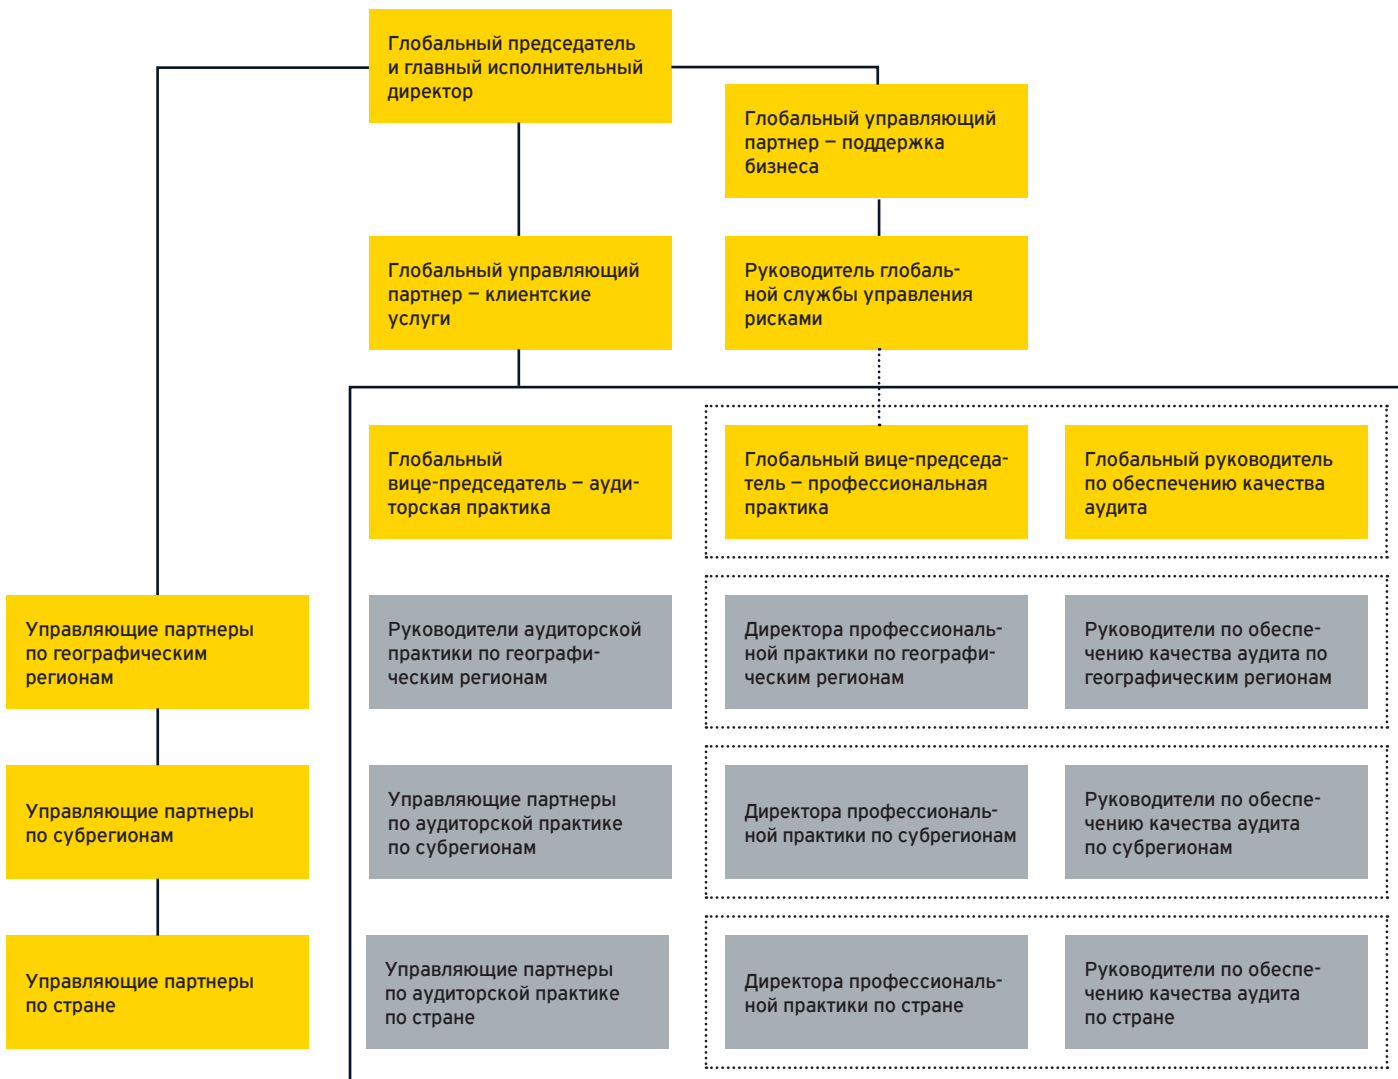 Глобальный председатель
и главный исполнительный
директор
Глобальный управляющий
партнер – поддержка
бизнеса
Глобальный управляющий
партнер – клиентские
услуги
Руководитель глобаль-
ной службы управления
рисками
Глобальный
вице-председатель – ауди-
торская практика
Глобальный вице-председа-
тель – профессиональная
практика
Глобальный руководитель
по обеспечению качества
аудита
Управляющие партнеры
по географическим
регионам
Руководители аудиторской
практики по географи-
ческим регионам
Директора профессиональ-
ной практики по географи-
ческим регионам
Руководители по обеспе-
чению качества аудита по
географическим регионам
Управляющие партнеры
по субрегионам
Управляющие партнеры
по аудиторской практике
по субрегионам
Директора профессиональ-
ной практики по субрегионам
Руководители по обеспе-
чению качества аудита
по субрегионам
Управляющие партнеры
по стране
Управляющие партнеры
по аудиторской практике
по стране
Директора профессиональ-
ной практики по стране
Руководители по обеспе-
чению качества аудита
по стране